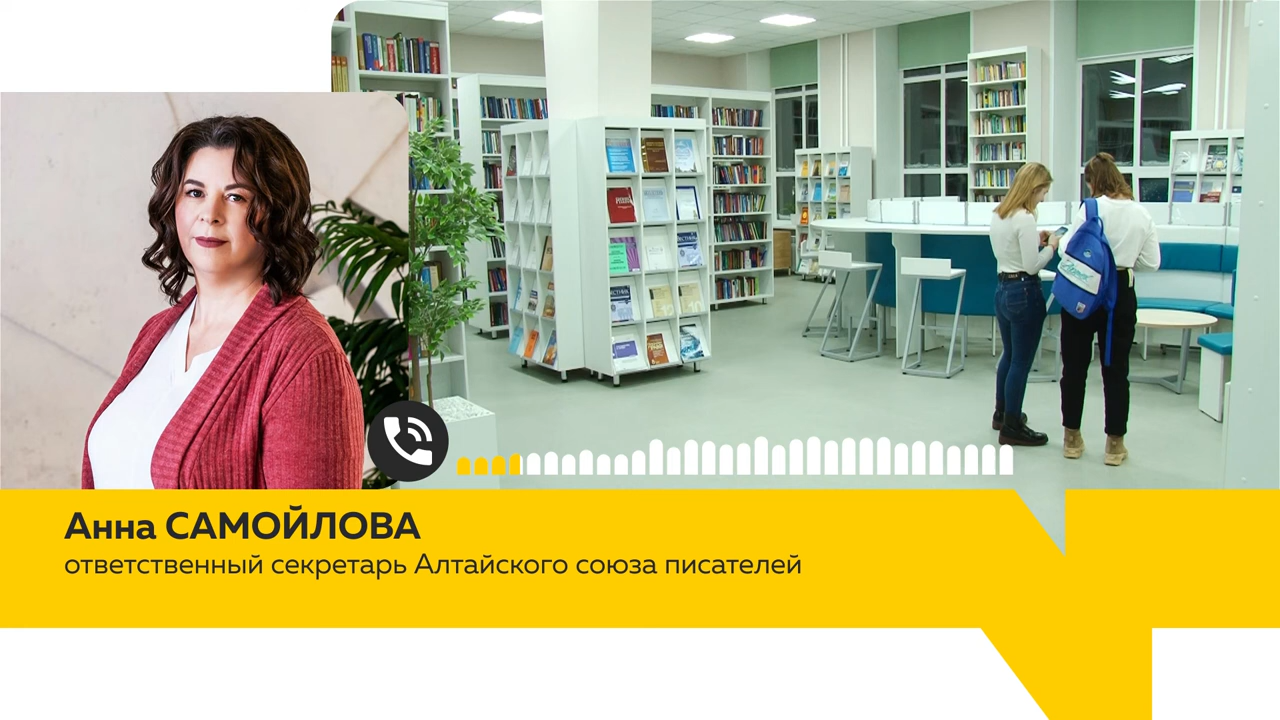 Анна САМОЙЛОВА
ответственный секретарь Алтайского союза писателей